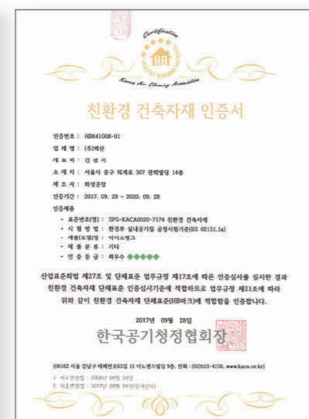 Certification
HB
Korea Air Cleaning Association
친환경 건축자재 인증서
인증번호 : HB0841G08-01
업 체 명 : (주)벽산
대 표 자 : 김 성 식
소 재 지 : 서울시 중구 퇴계로 307 광희빌딩 14층
제 조 사 : 화성공장
인증기간 : 2017. 09. 29 ~ 2020. 09. 28
인증내용
- 표준번호(명) : SPS-KACA0020-7174 친환경 건축자재
- 시 험 방 법 : 환경부 실내공기질 공정시험기준(ES 02131.1a)
- 제품(모델)명 : 아이소핑크
- 제 품 분 류 : 기타
- 인 증 등 급 : 최우수
산업표준화법 제27조 및 단체표준 업무규정 제17조에 따른 인증심사를 실시한 결과
친환경 건축자재 단체표준 인증심사기준에 적합하므로 업무규정 제21조에 따라
위와 같이 친환경 건축자재 단체표준(HB마크)에 적합함을 인증합니다.
2017년 09월 28일
한국공기청정협회장